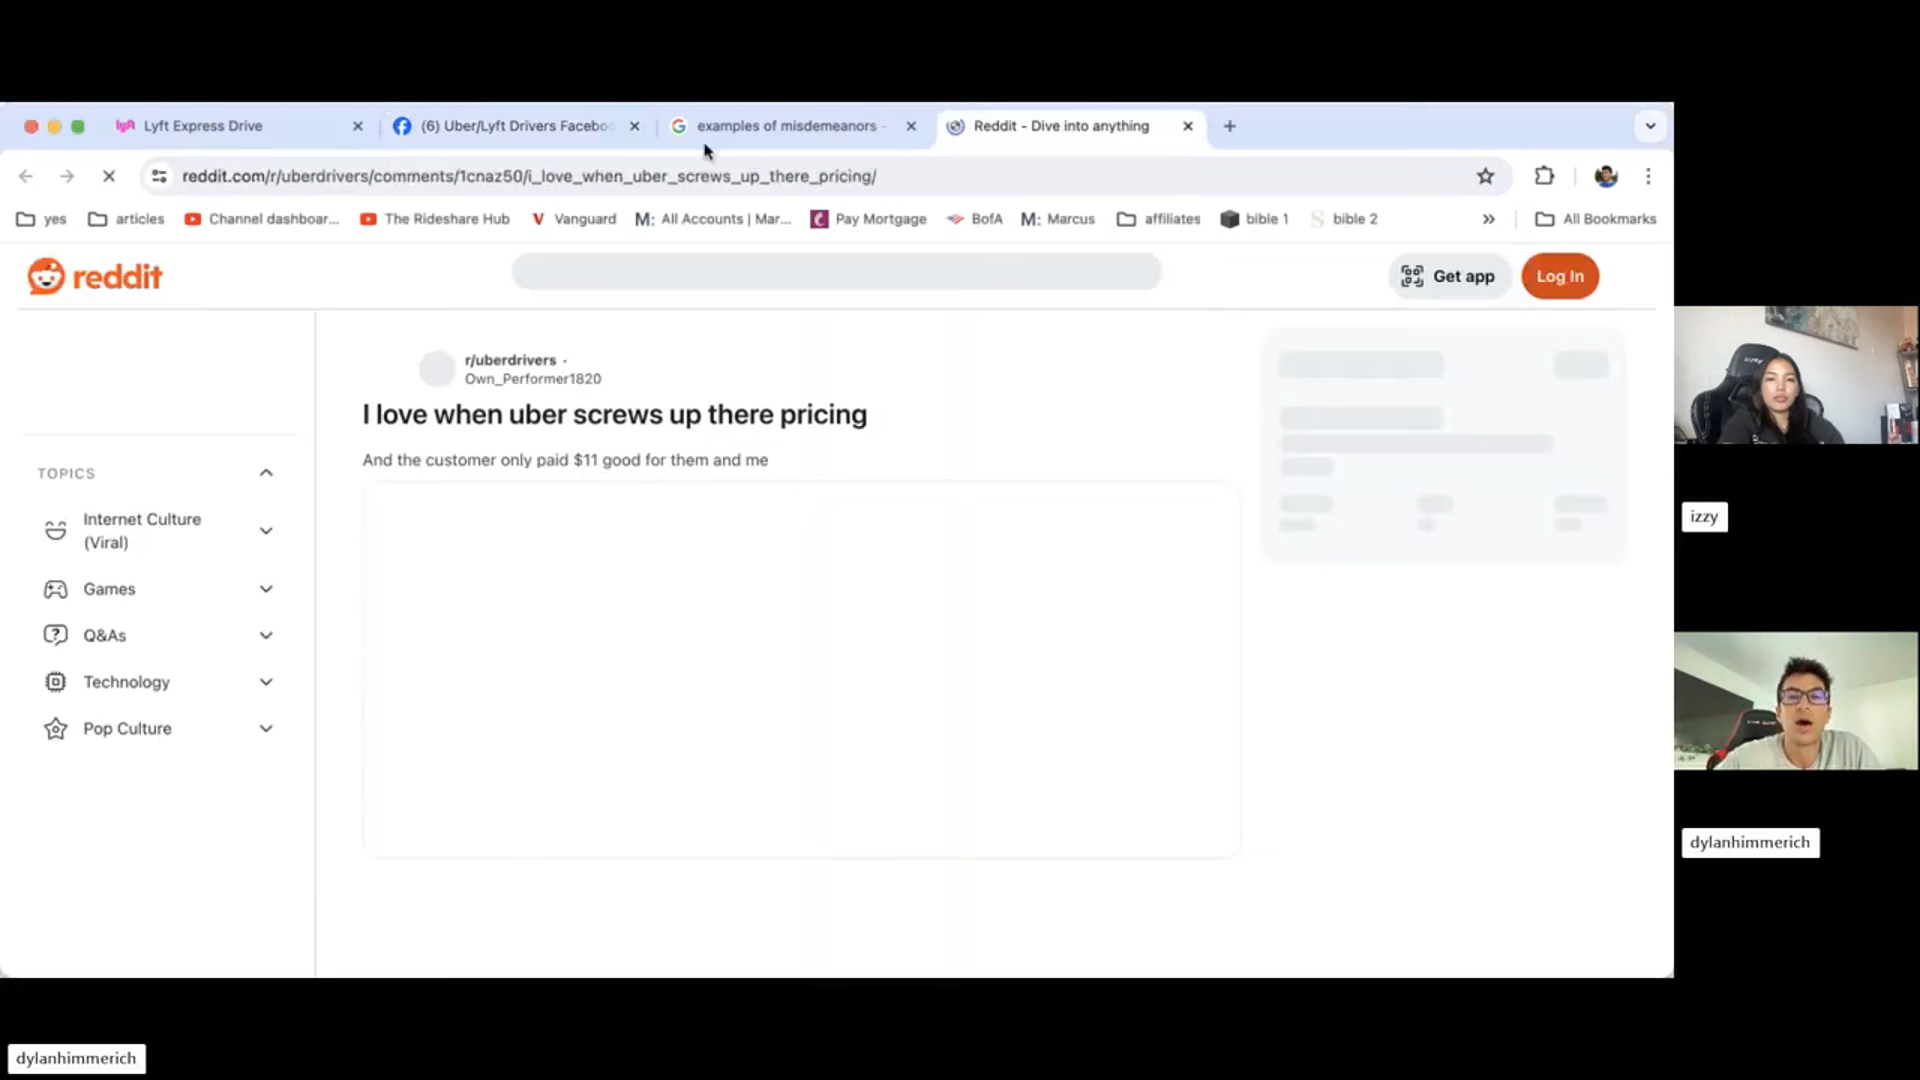 Lyft Express Drive
(6) Uber/Lyft Drivers Faceboo
examples of misdemeanors -
Reddit - Dive into anything
reddit.com/r/uberdrivers/comments/1cnaz50/i_love_when_uber_screws_up_there_pricing/
yes
articles
Channel dashboar...
The Rideshare Hub
Vanguard
M: All Accounts | Mar...
Pay Mortgage
BofA
M: Marcus
affiliates
bible 1
bible 2
All Bookmarks
reddit
Get app
Log In
r/uberdrivers -
Own_Performer1820
I love when uber screws up there pricing
And the customer only paid $11 good for them and me
TOPICS
Internet Culture
(Viral)
Games
Q&As
Technology
Pop Culture
izzy
dylanhimmerich
dylanhimmerich